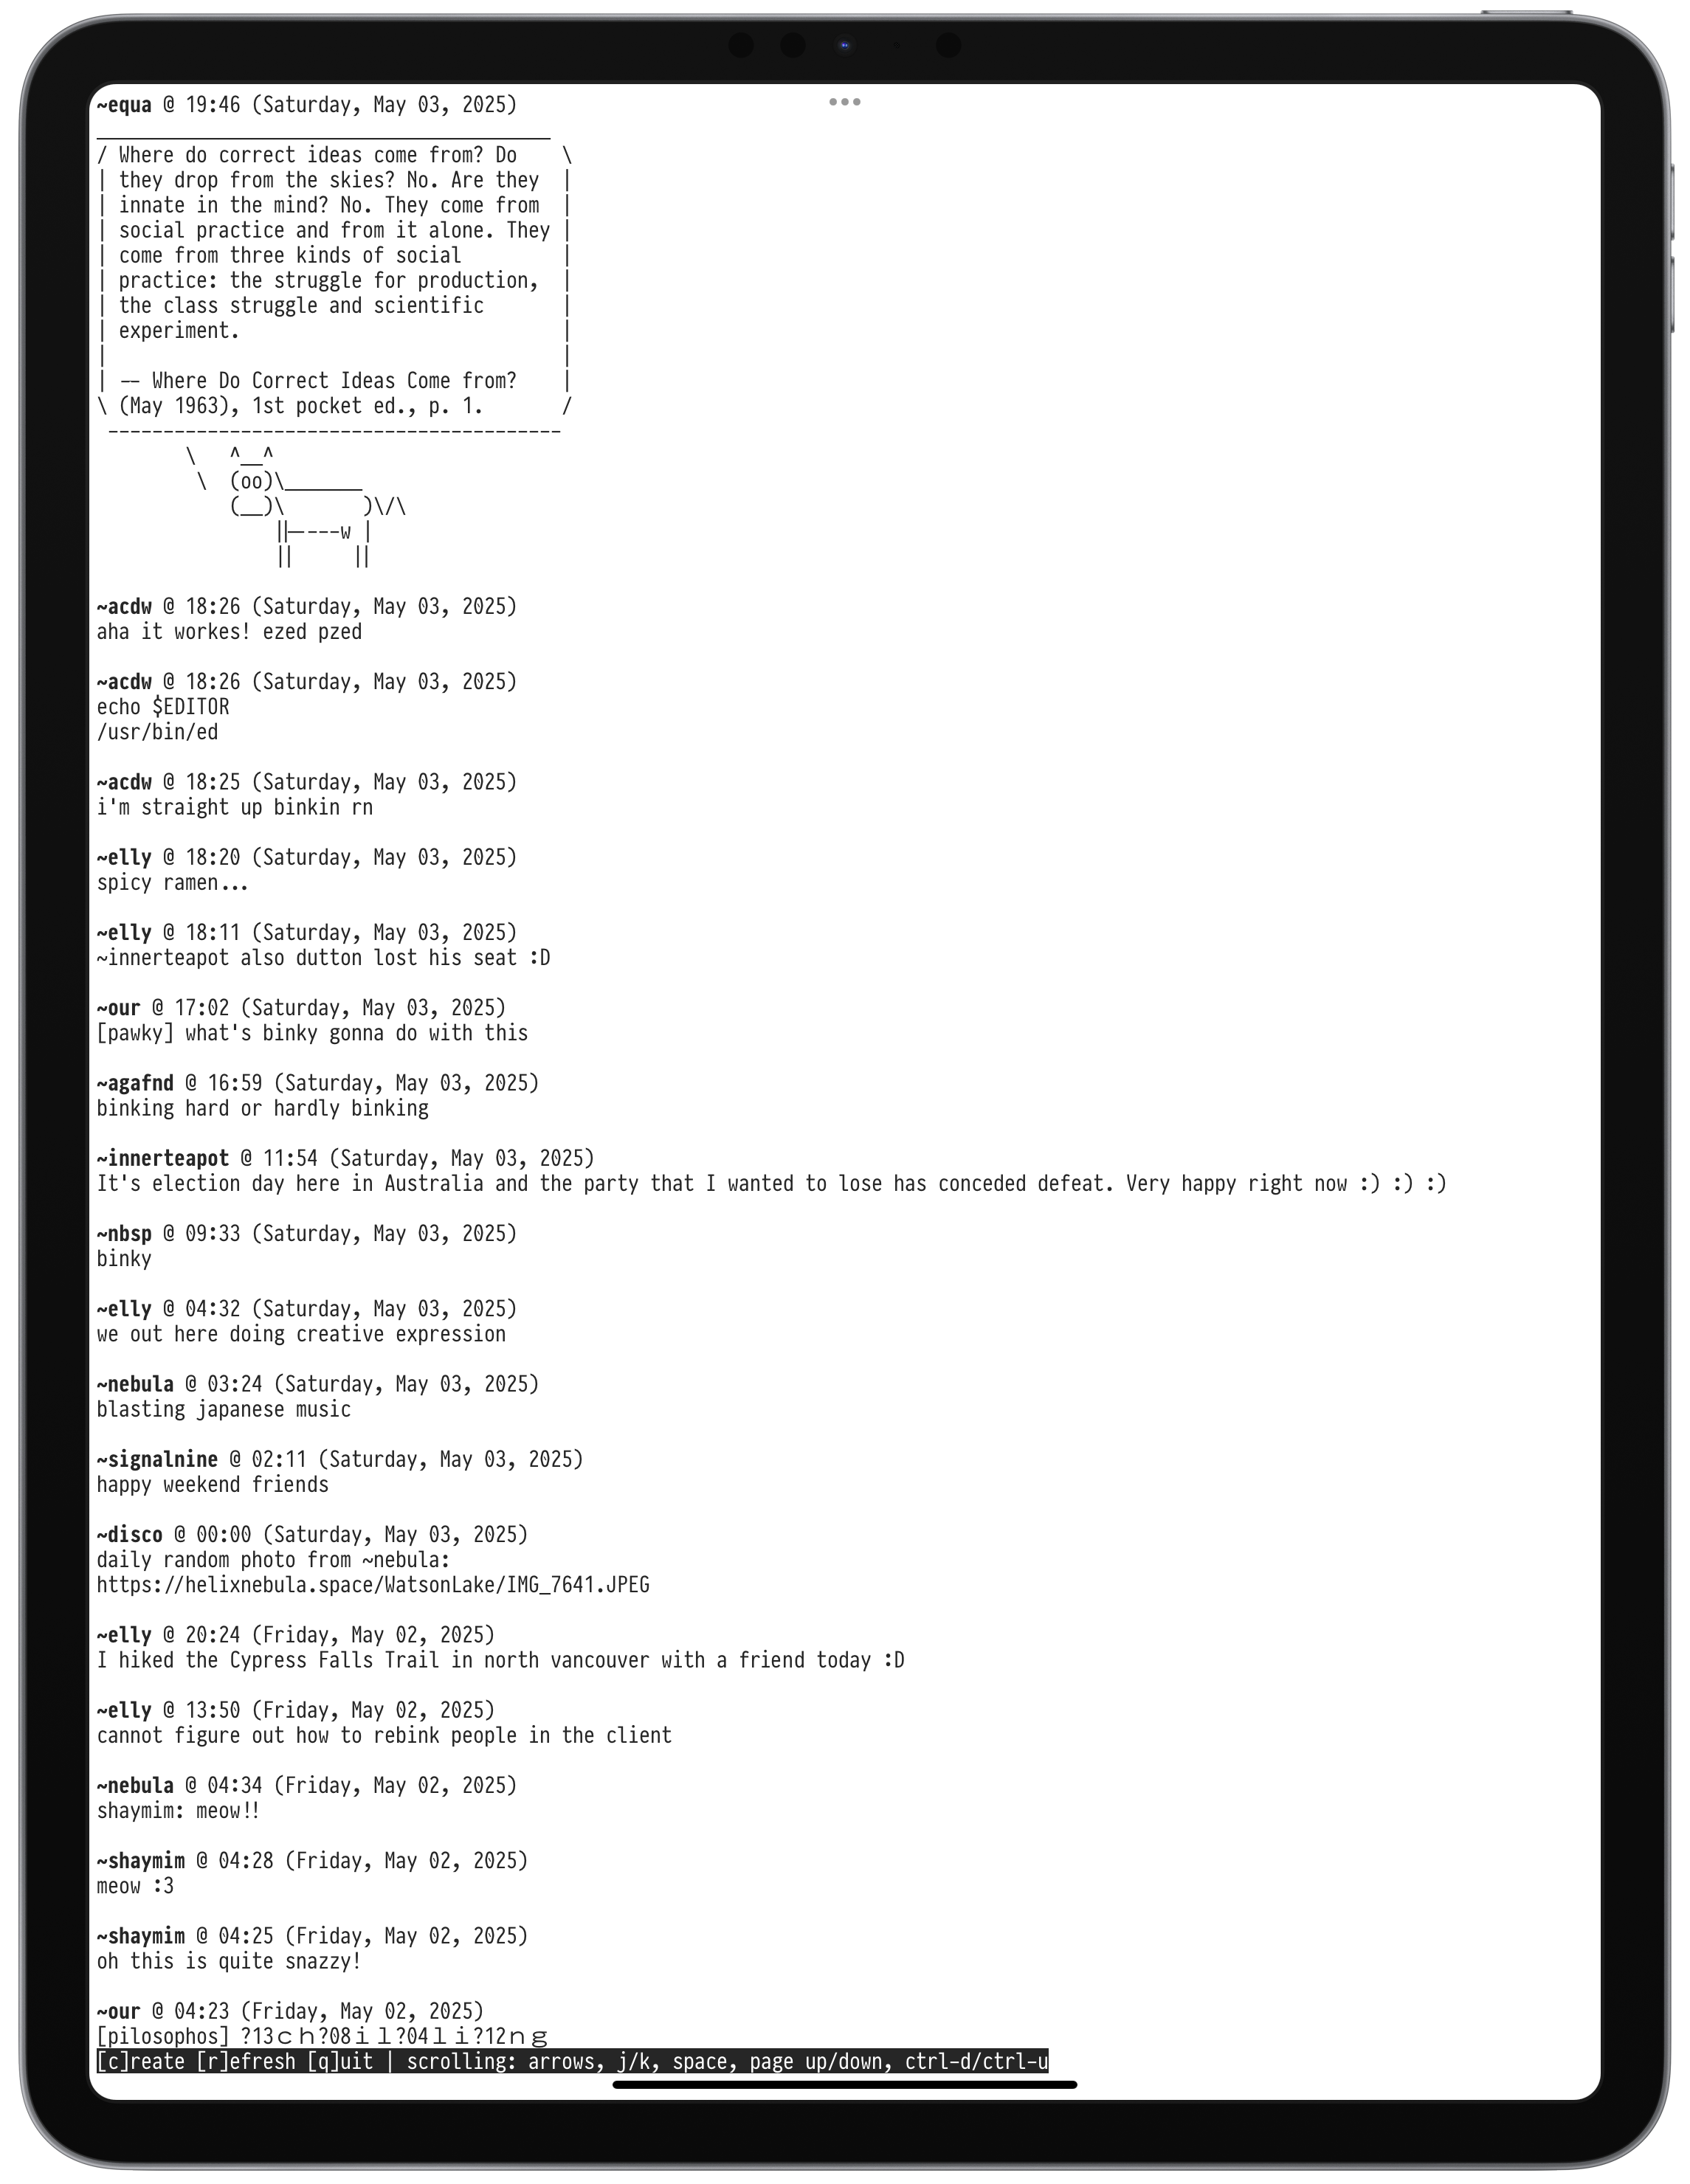 ~equa @ 19:46 (Saturday, May 03, 2025)
_________________________________________
/ Where do correct ideas come from? Do    \
| they drop from the skies? No. Are they  |
| innate in the mind? No. They come from  |
| social practice and from it alone. They |
| come from three kinds of social         |
| practice: the struggle for production,  |
| the class struggle and scientific       |
| experiment.                             |
|                                         |
| -- Where Do Correct Ideas Come from?    |
\ (May 1963), 1st pocket ed., p. 1.       /
 -----------------------------------------
        \   ^__^
         \  (oo)\_______
            (__)\       )\/\
                ||----w |
                ||     ||
~acdw @ 18:26 (Saturday, May 03, 2025)
aha it workes! ezed pzed
~acdw @ 18:26 (Saturday, May 03, 2025)
echo $EDITOR
/usr/bin/ed
~acdw @ 18:25 (Saturday, May 03, 2025)
i'm straight up binkin rn
~elly @ 18:20 (Saturday, May 03, 2025)
spicy ramen...
~elly @ 18:11 (Saturday, May 03, 2025)
~innerteapot also dutton lost his seat :D
~our @ 17:02 (Saturday, May 03, 2025)
[pawky] what's binky gonna do with this
~agafnd @ 16:59 (Saturday, May 03, 2025)
binking hard or hardly binking
~innerteapot @ 11:54 (Saturday, May 03, 2025)
It's election day here in Australia and the party that I wanted to lose has conceded defeat. Very happy right now :) :) :)
~nbsp @ 09:33 (Saturday, May 03, 2025)
binky
~elly @ 04:32 (Saturday, May 03, 2025)
we out here doing creative expression
~nebula @ 03:24 (Saturday, May 03, 2025)
blasting japanese music
~signalnine @ 02:11 (Saturday, May 03, 2025)
happy weekend friends
~disco @ 00:00 (Saturday, May 03, 2025)
daily random photo from ~nebula:
https://helixnebula.space/WatsonLake/IMG_7641.JPEG
~elly @ 20:24 (Friday, May 02, 2025)
I hiked the Cypress Falls Trail in north vancouver with a friend today :D
~elly @ 13:50 (Friday, May 02, 2025)
cannot figure out how to rebink people in the client
~nebula @ 04:34 (Friday, May 02, 2025)
shaymim: meow!!
~shaymim @ 04:28 (Friday, May 02, 2025)
meow :3
~shaymim @ 04:25 (Friday, May 02, 2025)
oh this is quite snazzy!
~our @ 04:23 (Friday, May 02, 2025)
[pilosophos] ?13ｃｈ?08ｉｌ?04ｌｉ?12ｎｇ
[c]reate [r]efresh [q]uit | scrolling: arrows, j/k, space, page up/down, ctrl-d/ctrl-u